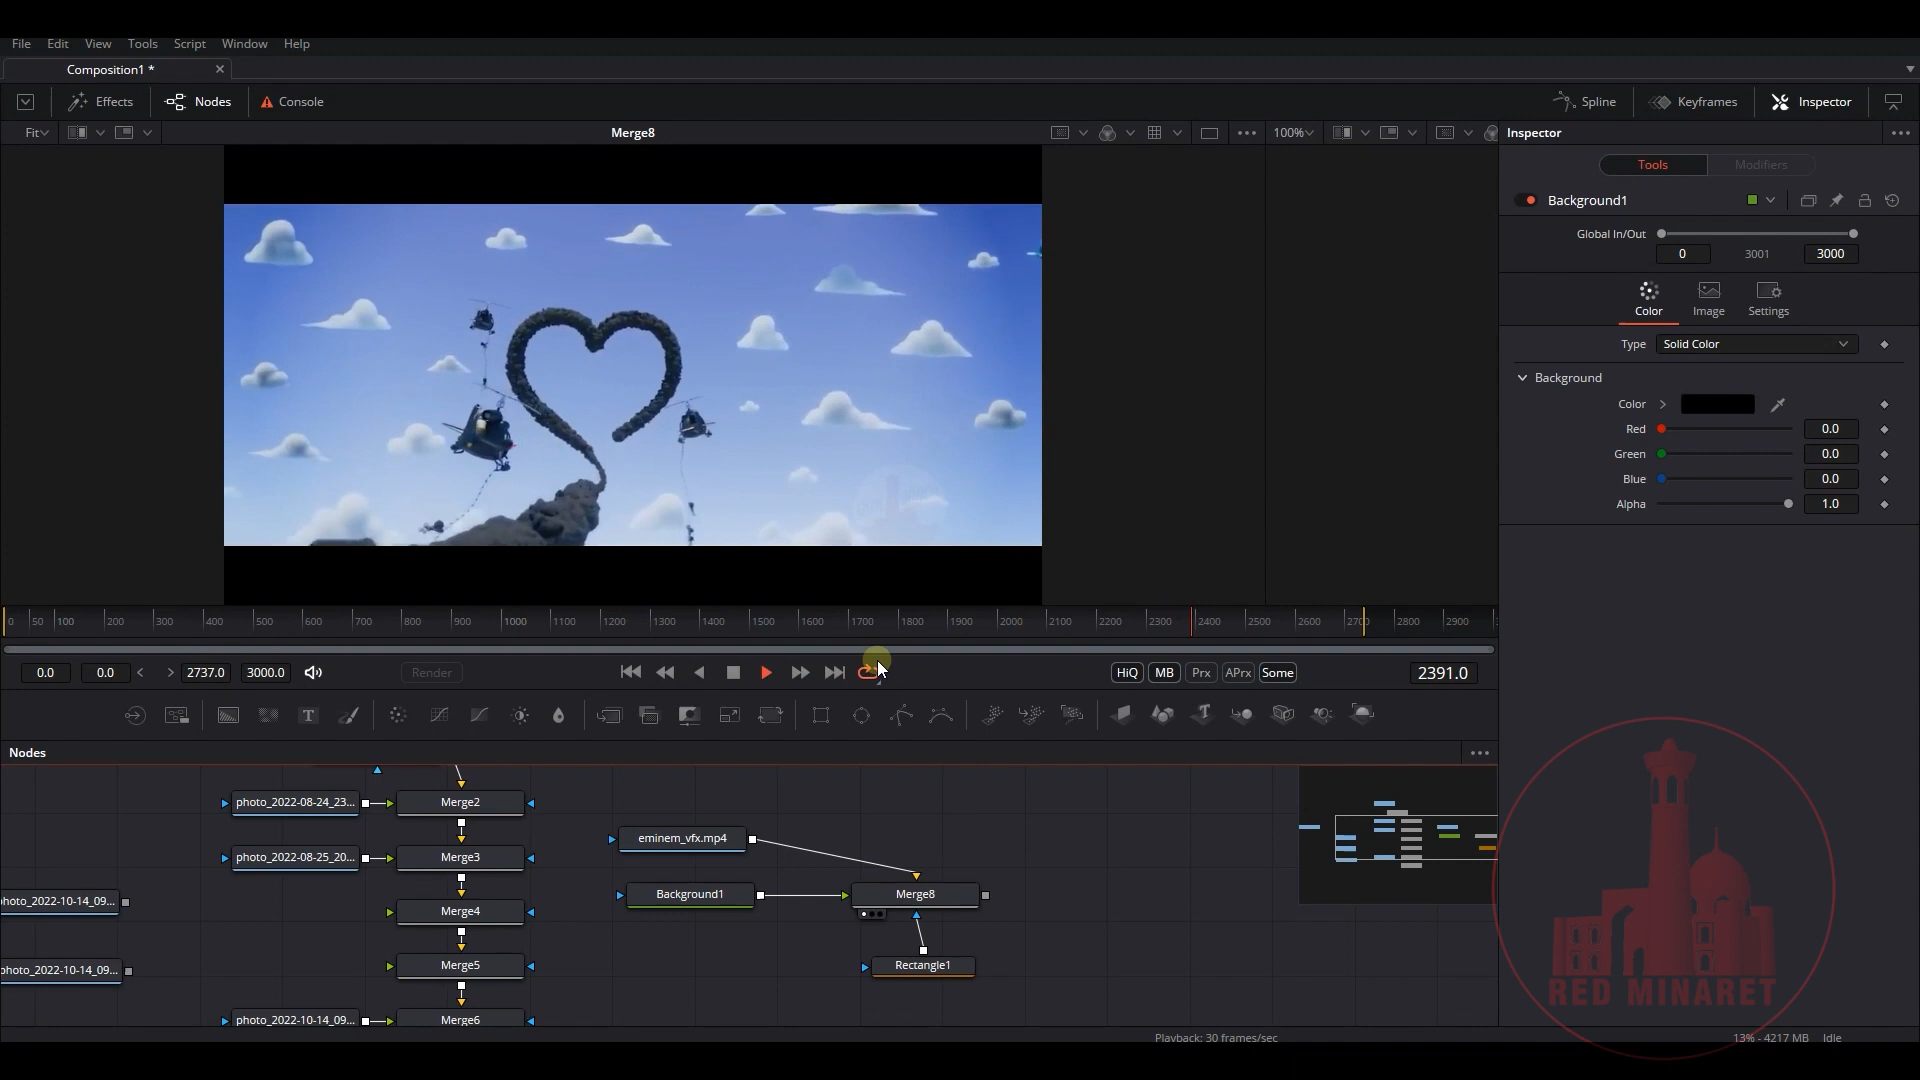 File Edit View Tools Script Window Help
Composition1 *
Effects Nodes Console Spline Keyframes Inspector
Fit Merge8 100% Inspector
Tools Modifiers
Background1
Global In/Out
0 3001 3000
Color Image Settings
Type Solid Color
Background
Color
Red 0.0
Green 0.0
Blue 0.0
Alpha 1.0
0 50 100 200 300 400 500 600 700 800 900 1000 1100 1200 1300 1400 1500 1600 1700 1800 1900 2000 2100 2200 2300 2400 2500 2600 2700 2800 2900
0.0 0.0 < > 2737.0 3000.0 Render HiQ MB Prx APrx Some 2391.0
T T
Nodes
photo_2022-08-24_23... Merge2
eminem_vfx.mp4
photo_2022-08-25_20... Merge3
photo_2022-10-14_09... Background1 Merge8
Merge4
photo_2022-10-14_09... Merge5 Rectangle1
RED MINARET
photo_2022-10-14_09... Merge6
Playback: 30 frames/sec 13% - 4217 MB Idle